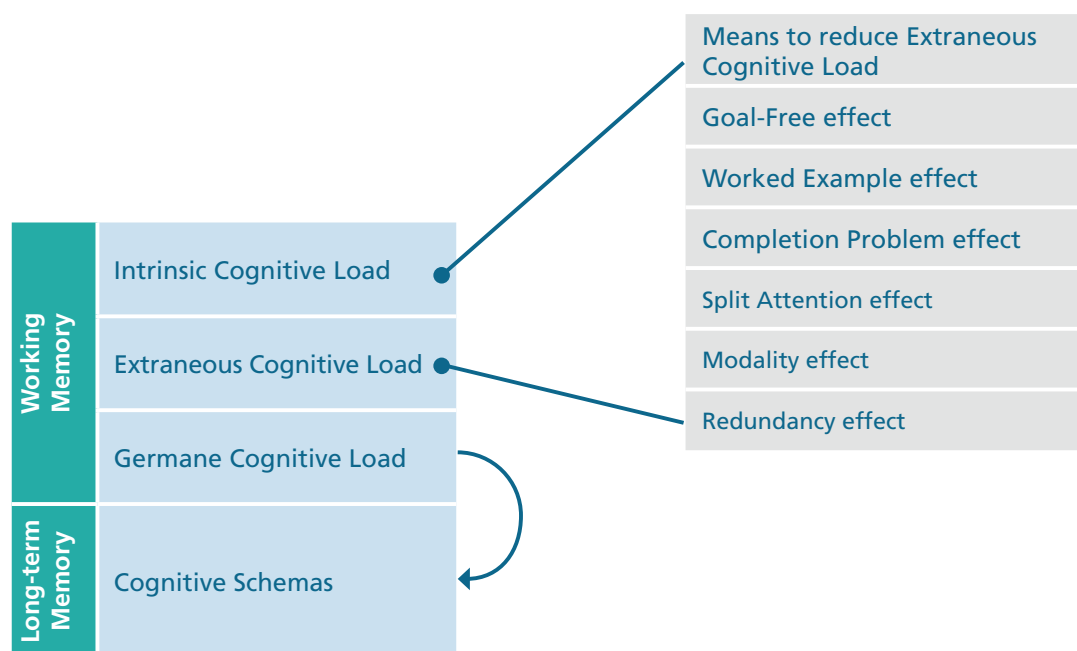 Working
Memory
Intrinsic Cognitive Load
Extraneous Cognitive Load
Germane Cognitive Load
Long-term
Memory
Cognitive Schemas
Means to reduce Extraneous
Cognitive Load
Goal-Free effect
Worked Example effect
Completion Problem effect
Split Attention effect
Modality effect
Redundancy effect